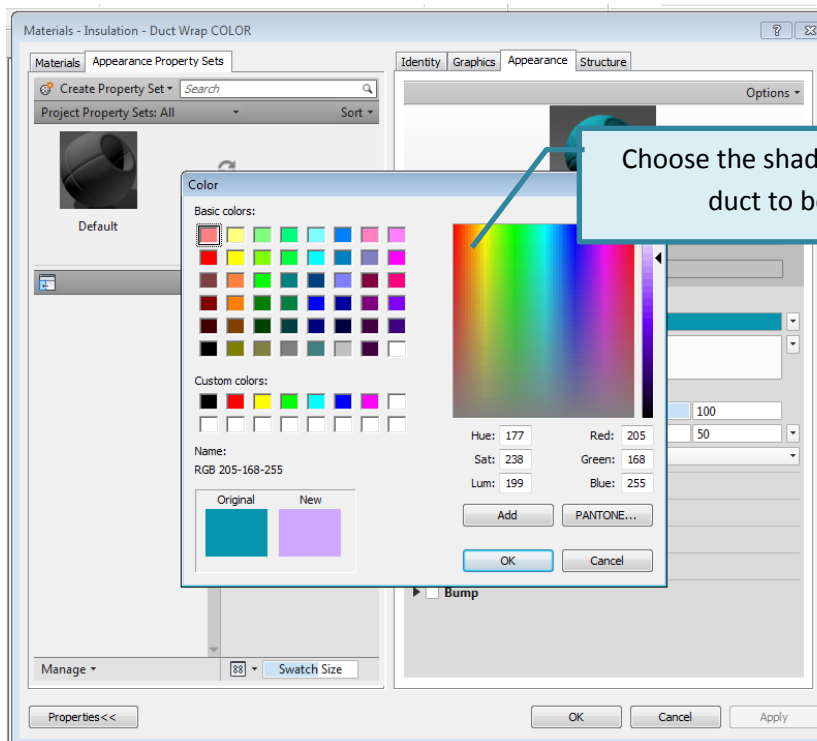 Materials - Insulation - Duct Wrap COLOR
Materials Appearance Property Sets
Identity Graphics Appearance Structure
Create Property Set Search
Options
Project Property Sets: All Sort
Default
Choose the shad
duct to b
Color
Basic colors:
Custom colors:
Name:
RGB 205-168-255
Original New
Hue: 177 Red: 205
Sat: 238 Green: 168
Lum: 199 Blue: 255
Add PANTONE...
OK Cancel
100
50
Bump
Manage Swatch Size
Properties<< OK Cancel Apply